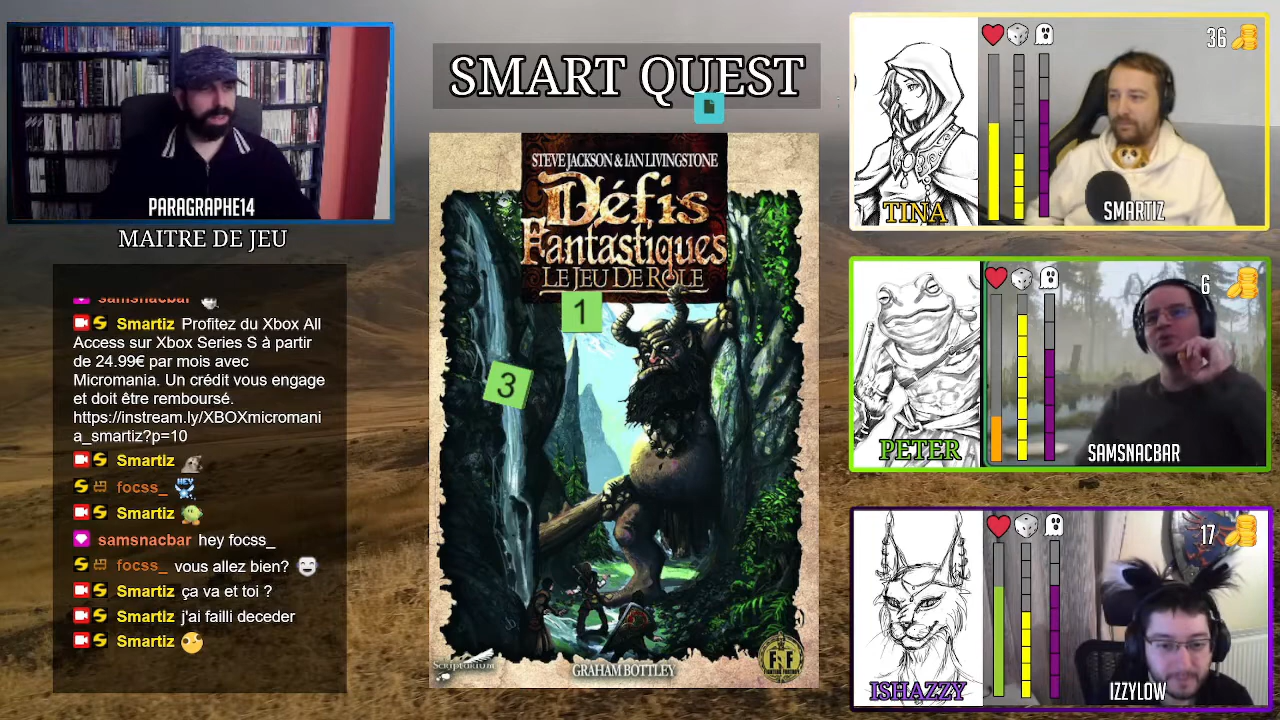 PARAGRAPHE14
MAITRE DE JEU
samsnacbar
Smartiz Profitez du Xbox All
Access sur Xbox Series S à partir
de 24.99€ par mois avec
Micromania. Un crédit vous engage
et doit être remboursé.
https://instream.ly/XBOXmicromani
a_smartiz?p=10
Smartiz
focss_ HEY
Smartiz
samsnacbar hey focss_
focss_ vous allez bien?
Smartiz ça va et toi ?
Smartiz j'ai failli deceder
Smartiz
SMART QUEST
STEVE JACKSON & IAN LIVINGSTONE
Défis
Fantastiques
LE JEU DE RÔLE
1
3
Scriptarium
GRAHAM BOTTLEY
FF
36
TINA
SMARTIZ
6
PETER
SAMSNACBAR
17
ISHAZZY
IZZYLOW